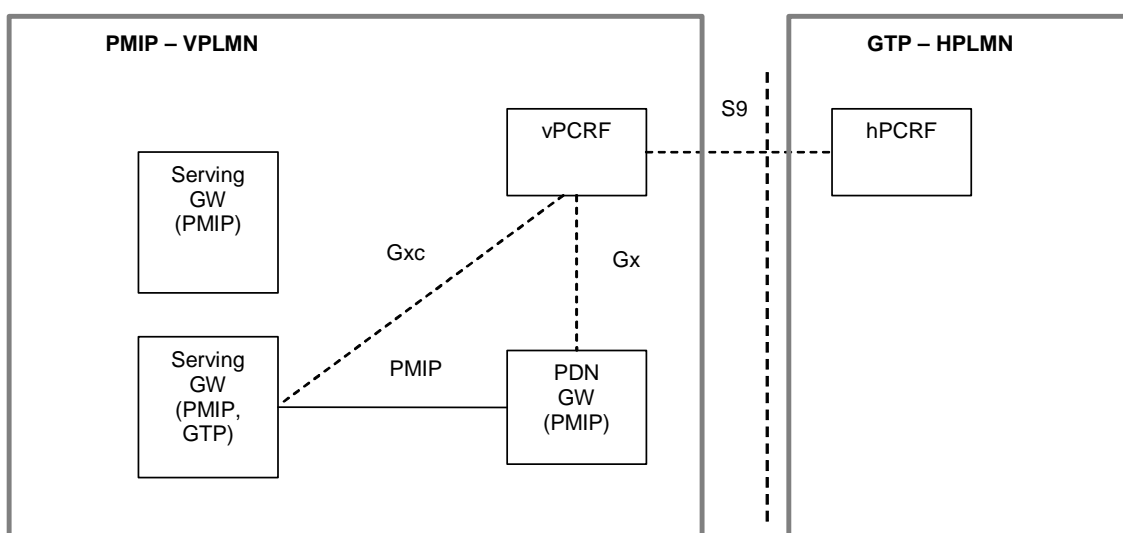 PMIP – VPLMN
GTP – HPLMN
S9
vPCRF
hPCRF
Serving
GW
(PMIP)
Gxc
Gx
Serving
GW
(PMIP,
GTP)
PMIP
PDN
GW
(PMIP)